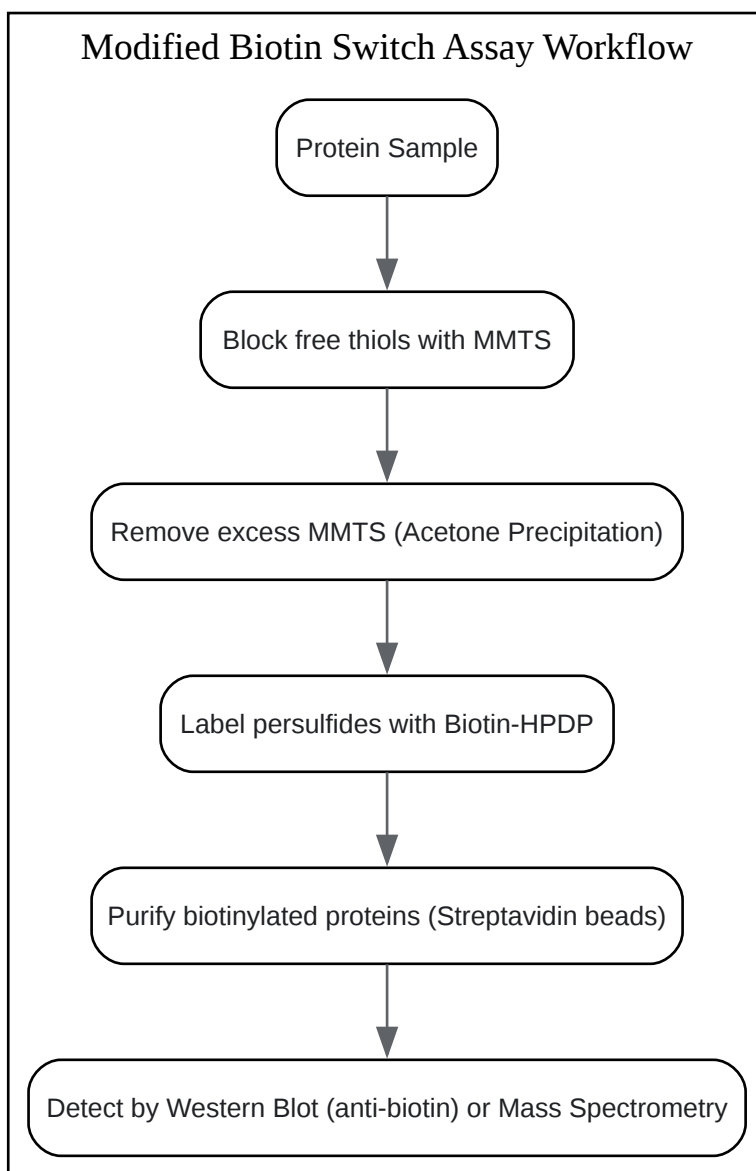 Modified Biotin Switch Assay Workflow
Protein Sample
Block free thiols with MMTS
Remove excess MMTS (Acetone Precipitation)
Label persulfides with Biotin-HPDP
Purify biotinylated proteins (Streptavidin beads)
Detect by Western Blot (anti-biotin) or Mass Spectrometry